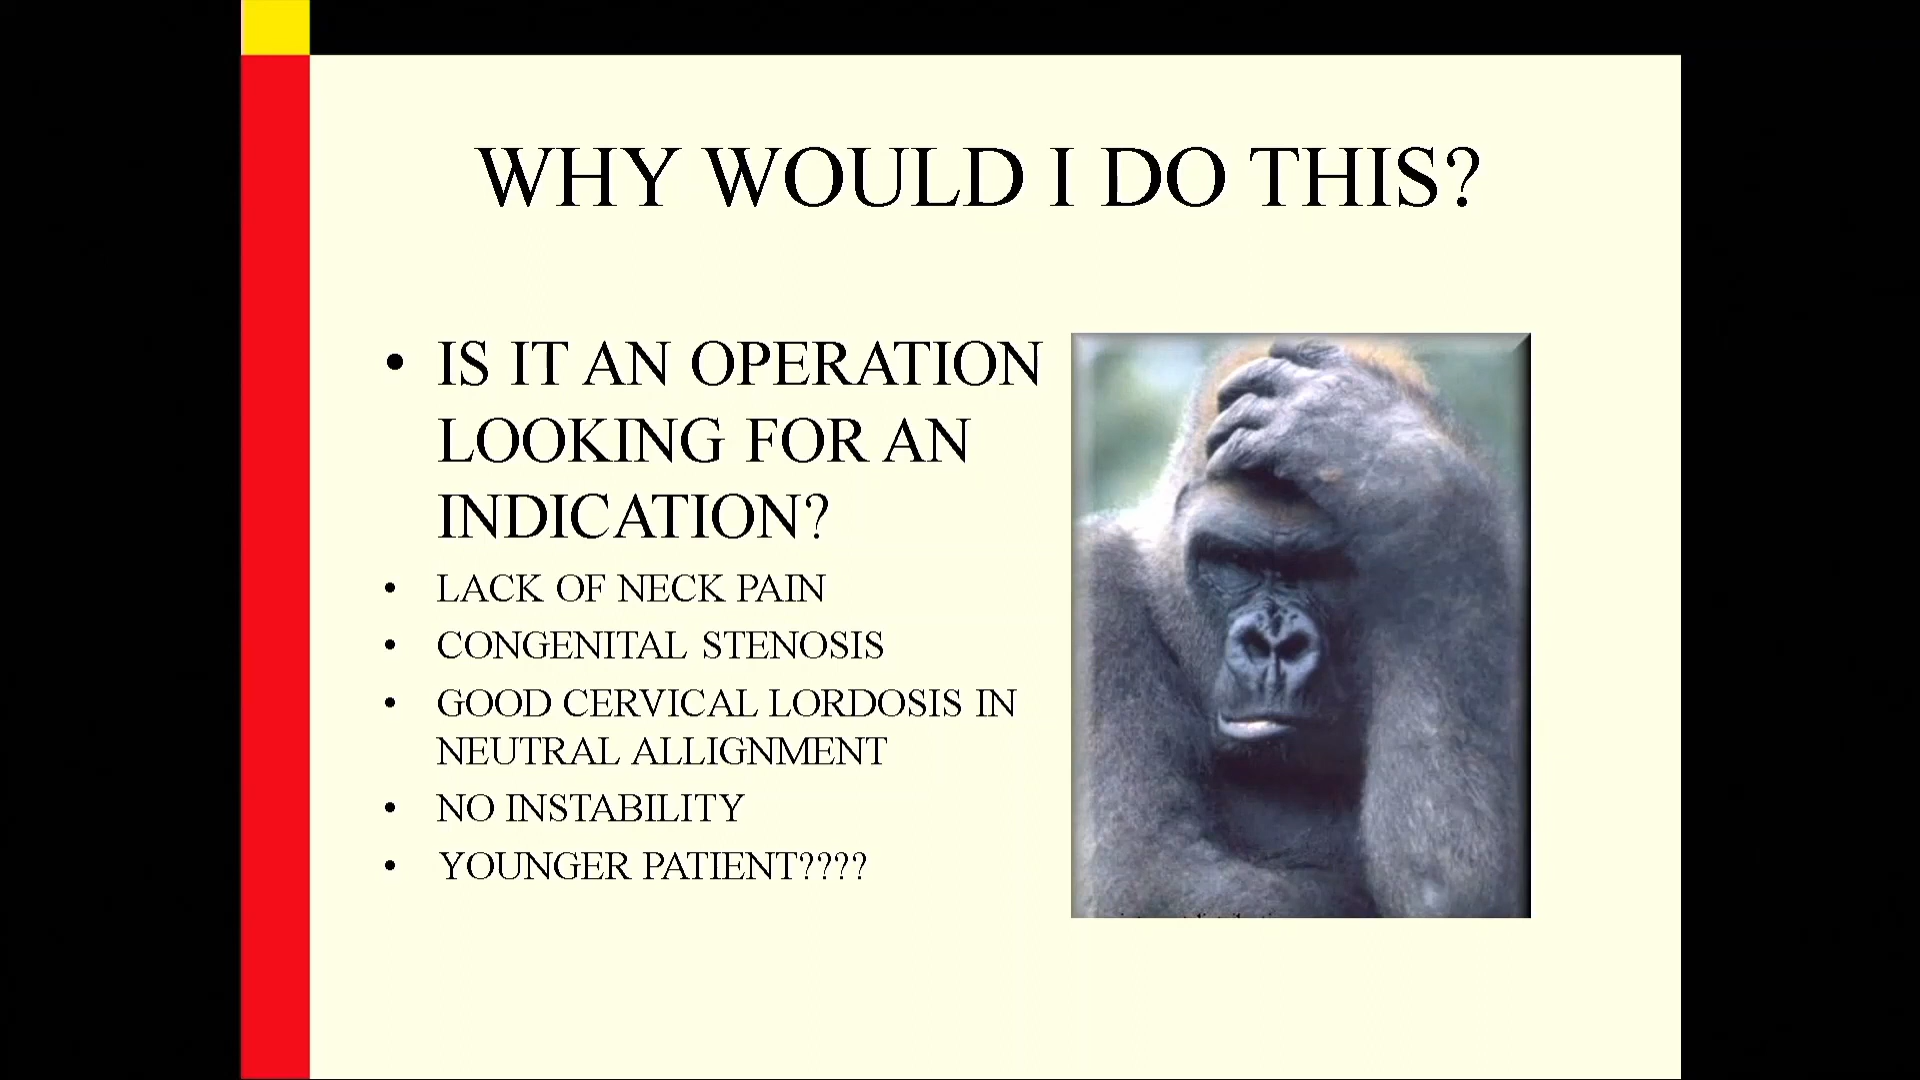 WHY WOULD I DO THIS?
• IS IT AN OPERATION
LOOKING FOR AN
INDICATION?
• LACK OF NECK PAIN
• CONGENITAL STENOSIS
• GOOD CERVICAL LORDOSIS IN
NEUTRAL ALLIGNMENT
• NO INSTABILITY
• YOUNGER PATIENT????